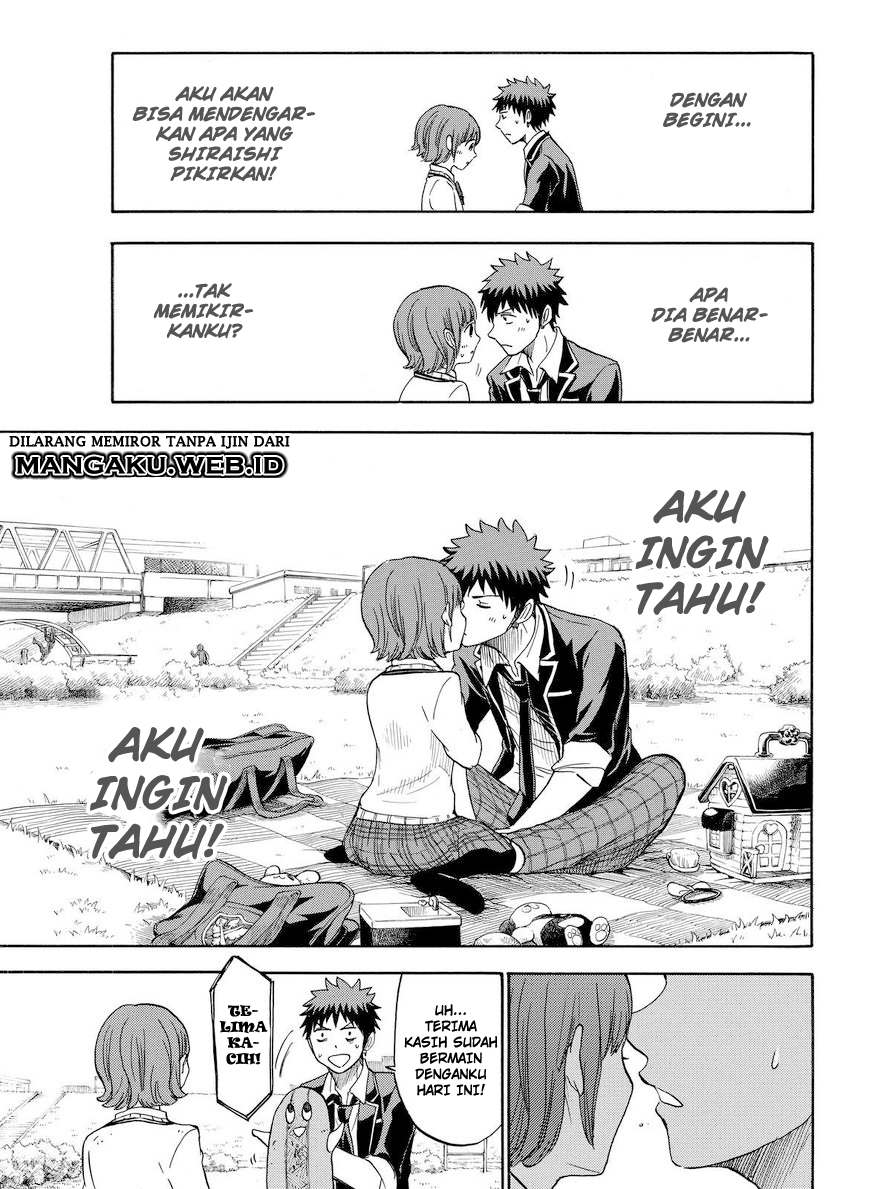 DENGAN
BEGINI...
AKU AKAN
BISA MENDENGAR-
KAN APA YANG
SHIRAISHI
PIKIRKAN!
APA
DIA BENAR-
BENAR...
...TAK
MEMIKIR-
KANKU?
DILARANG MEMIROR TANPA IJIN DARI
MANGAKU.WEB.ID
AKU
INGIN
TAHU!
AKU
INGIN
TAHU!
UH...
TERIMA
KASIH SUDAH
BERMAIN
DENGANKU
HARI INI!
TE-
LIMA
KA-
CIH!